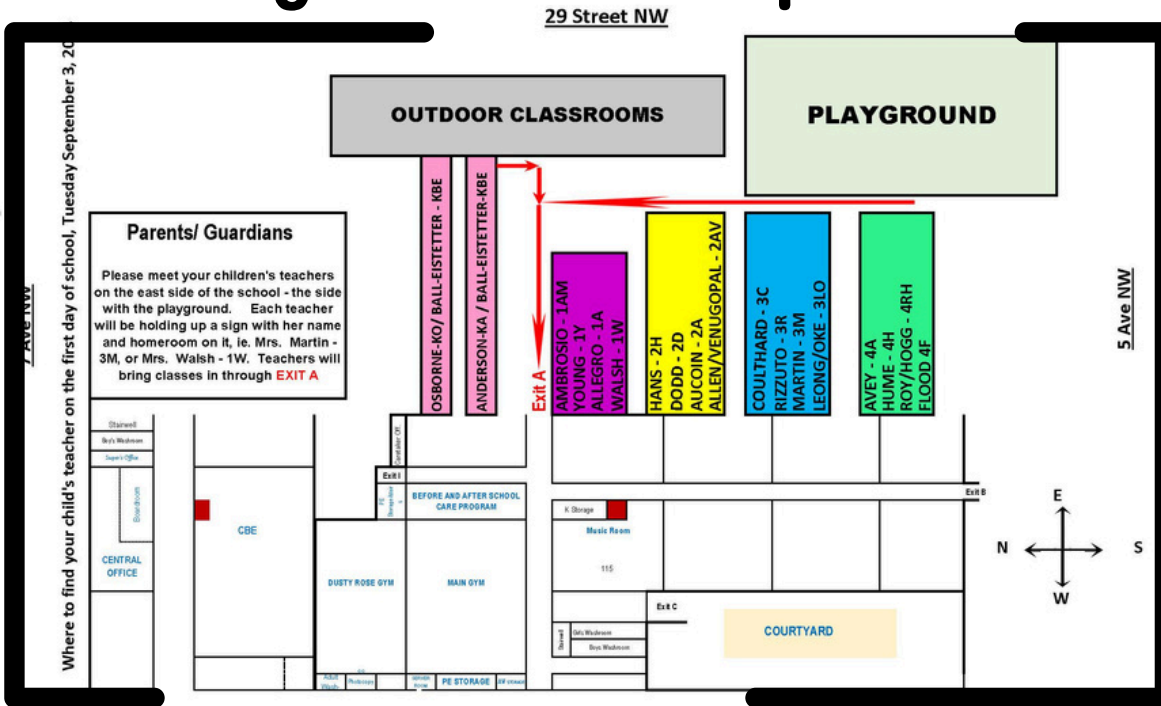 29 Street NW
Where to find your child's teacher on the first day of school, Tuesday September 3,
OUTDOOR CLASSROOMS
PLAYGROUND
Parents/ Guardians
Please meet your children's teachers
on the east side of the school - the side
with the playground. Each teacher
will be holding up a sign with her name
and homeroom on it, ie. Mrs. Martin -
3M, or Mrs. Walsh - 1W. Teachers will
bring classes in through EXIT A
OSBORNE-KO/ BALL-EISTETTER - KBE
ANDERSON-KA / BALL-EISTETTER-KBE
Exit A
AMBROSIO - 1AM
YOUNG - 1Y
ALLEGRO - 1A
WALSH - 1W
HANS - 2H
DODD - 2D
AUCOIN - 2A
ALLEN/VENUGOPAL - 2AV
COULTHARD - 3C
RIZZUTO - 3R
MARTIN - 3M
LEONG/OKE - 3LO
AVEY - 4A
HUME - 4H
ROY/HOGG - 4RH
FLOOD 4F
7 Ave NW
5 Ave NW
Stairwell
Boy's Washroom
Super's Office
Boardroom
CENTRAL
OFFICE
CBE
Caretaker Off.
Exit I
PE
BEFORE AND AFTER SCHOOL
CARE PROGRAM
DUSTY ROSE GYM
MAIN GYM
K Storage
Music Room
115
Exit B
Exit C
Stairwell
Girls Washroom
Boys Washroom
COURTYARD
Adult
Wash-
PE STORAGE
E
N
S
W